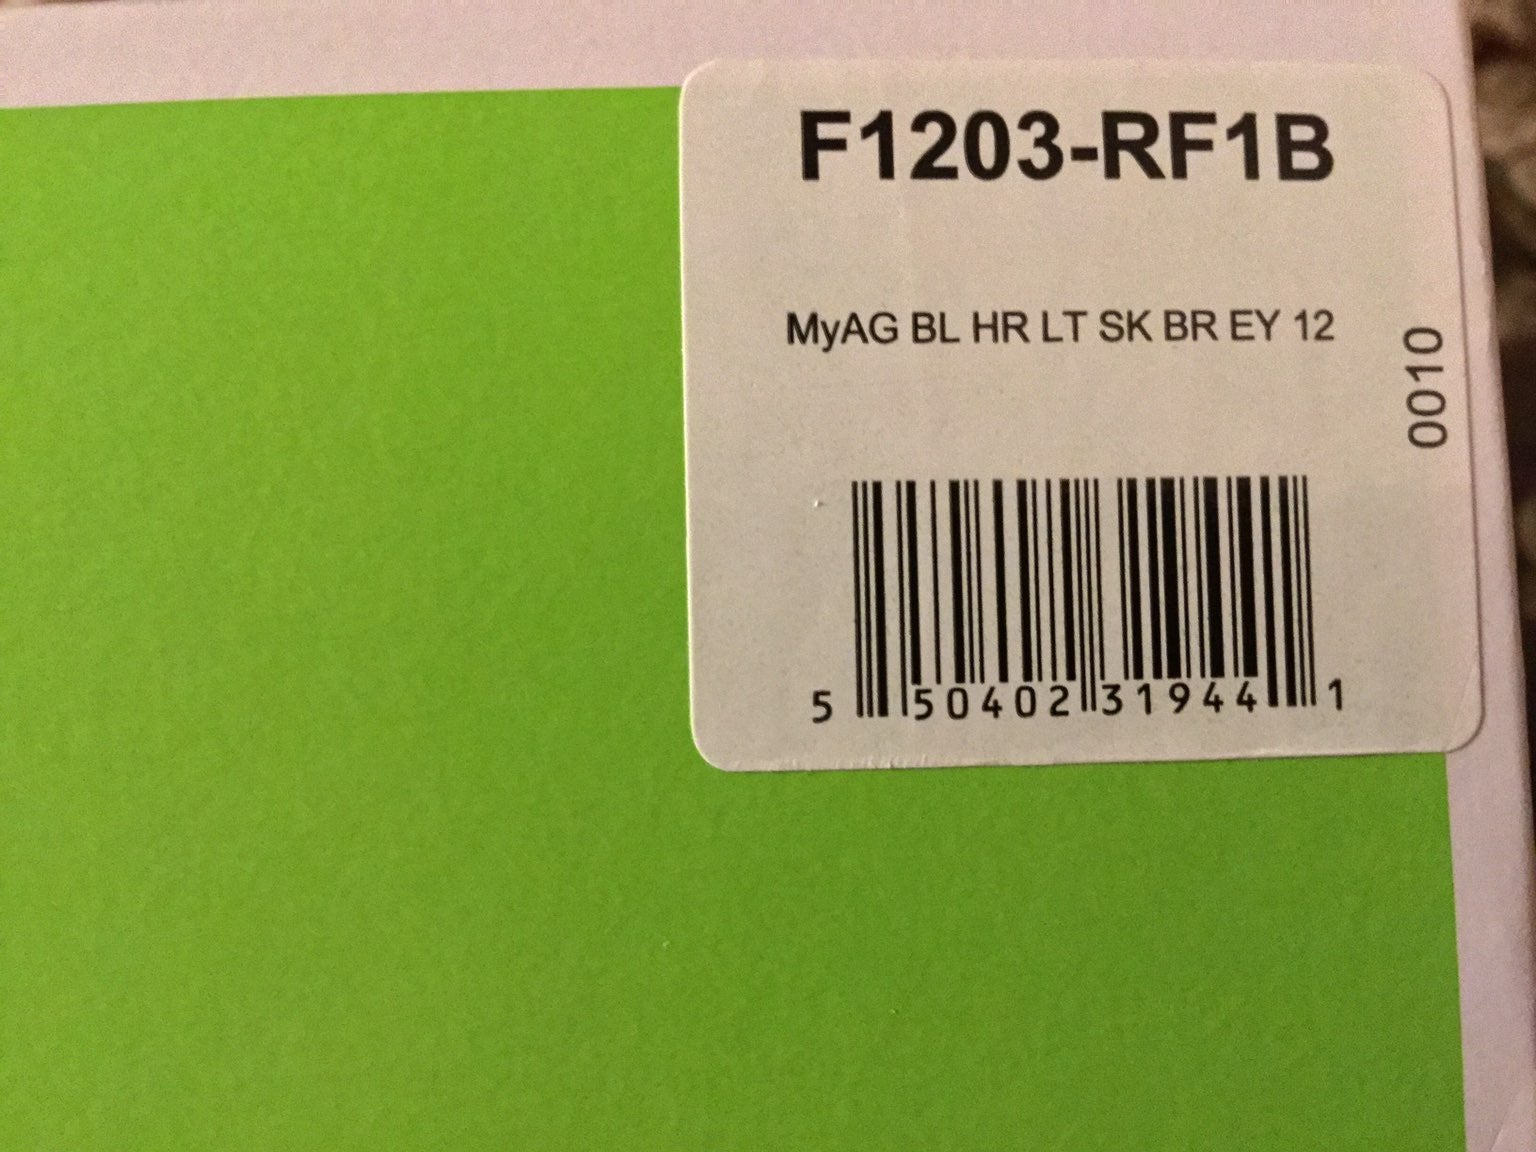 F1203-RF1B
MyAG BL HR LT SK BR EY 12
0010
5 50402 31944 1